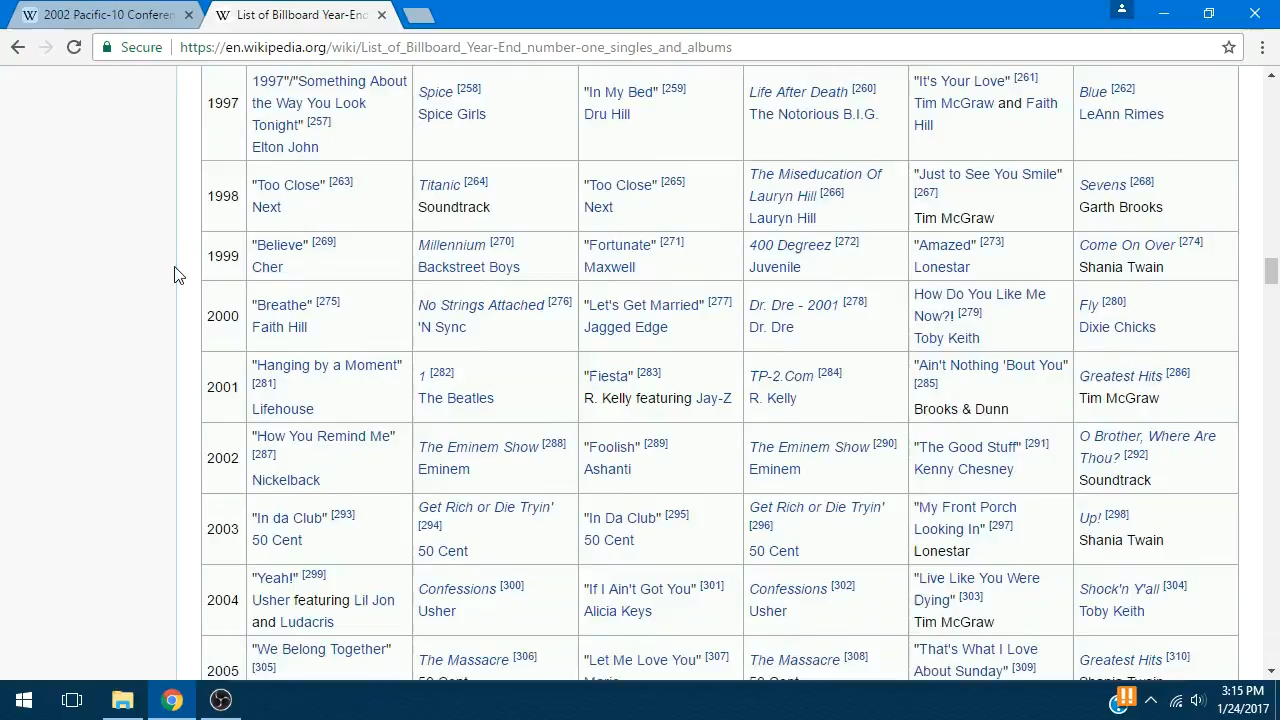 2002 Pacific-10 Conferen
List of Billboard Year-End
Secure
https://en.wikipedia.org/wiki/List_of_Billboard_Year-End_number-one_singles_and_albums
1997
1997"/"Something About
the Way You Look
Tonight" [257]
Elton John
Spice [258]
Spice Girls
"In My Bed" [259]
Dru Hill
Life After Death [260]
The Notorious B.I.G.
"It's Your Love" [261]
Tim McGraw and Faith
Hill
Blue [262]
LeAnn Rimes
1998
"Too Close" [263]
Next
Titanic [264]
Soundtrack
"Too Close" [265]
Next
The Miseducation Of
Lauryn Hill [266]
Lauryn Hill
"Just to See You Smile"
[267]
Tim McGraw
Sevens [268]
Garth Brooks
1999
"Believe" [269]
Cher
Millennium [270]
Backstreet Boys
"Fortunate" [271]
Maxwell
400 Degreez [272]
Juvenile
"Amazed" [273]
Lonestar
Come On Over [274]
Shania Twain
2000
"Breathe" [275]
Faith Hill
No Strings Attached [276]
'N Sync
"Let's Get Married" [277]
Jagged Edge
Dr. Dre - 2001 [278]
Dr. Dre
How Do You Like Me
Now?! [279]
Toby Keith
Fly [280]
Dixie Chicks
2001
"Hanging by a Moment"
[281]
Lifehouse
1 [282]
The Beatles
"Fiesta" [283]
R. Kelly featuring Jay-Z
TP-2.Com [284]
R. Kelly
"Ain't Nothing 'Bout You"
[285]
Brooks & Dunn
Greatest Hits [286]
Tim McGraw
2002
"How You Remind Me"
[287]
Nickelback
The Eminem Show [288]
Eminem
"Foolish" [289]
Ashanti
The Eminem Show [290]
Eminem
"The Good Stuff" [291]
Kenny Chesney
O Brother, Where Are
Thou? [292]
Soundtrack
2003
"In da Club" [293]
50 Cent
Get Rich or Die Tryin'
[294]
50 Cent
"In Da Club" [295]
50 Cent
Get Rich or Die Tryin'
[296]
50 Cent
"My Front Porch
Looking In" [297]
Lonestar
Up! [298]
Shania Twain
2004
"Yeah!" [299]
Usher featuring Lil Jon
and Ludacris
Confessions [300]
Usher
"If I Ain't Got You" [301]
Alicia Keys
Confessions [302]
Usher
"Live Like You Were
Dying" [303]
Tim McGraw
Shock'n Y'all [304]
Toby Keith
2005
"We Belong Together"
[305]
The Massacre [306]
50 Cent
"Let Me Love You" [307]
Mario
The Massacre [308]
50 Cent
"That's What I Love
About Sunday" [309]
Greatest Hits [310]
Shania Twain
3:15 PM
1/24/2017